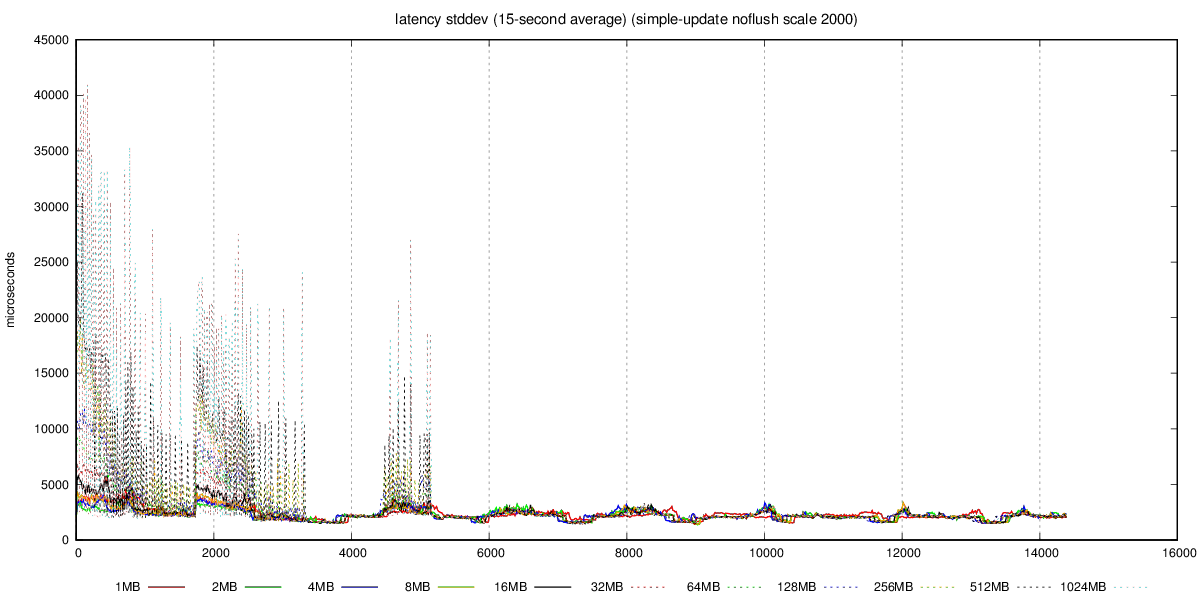 latency stddev (15-second average) (simple-update noflush scale 2000)
45000
40000
35000
30000
25000
20000
15000
10000
5000
0
microseconds
0 2000 4000 6000 8000 10000 12000 14000 16000
1MB 2MB 4MB 8MB 16MB 32MB 64MB 128MB 256MB 512MB 1024MB